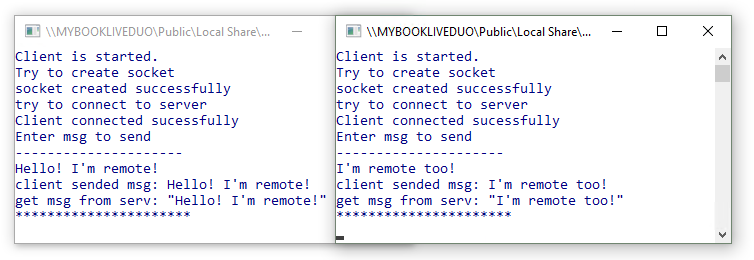 \\MYBOOKLIVEDUO\Public\Local Share\...
Client is started.
Try to create socket
socket created successfully
try to connect to server
Client connected sucessfully
Enter msg to send
---------------------
Hello! I'm remote!
client sended msg: Hello! I'm remote!
get msg from serv: "Hello! I'm remote!"
**********************
\\MYBOOKLIVEDUO\Public\Local Share\...
Client is started.
Try to create socket
socket created successfully
try to connect to server
Client connected sucessfully
Enter msg to send
---------------------
I'm remote too!
client sended msg: I'm remote too!
get msg from serv: "I'm remote too!"
**********************